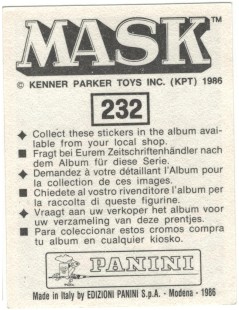 MASK™
© KENNER PARKER TOYS INC. (KPT) 1986
232
◆ Collect these stickers in the album avai-
lable from your local shop.
■ Fragt bei Eurem Zeitschriftenhändler nach
dem Album für diese Serie.
◆ Demandez à votre détaillant l'Album pour
la collection de ces images.
■ Chiedete al vostro rivenditore l'album per
la raccolta di queste figurine.
◆ Vraagt aan uw verkoper het album voor
uw verzameling van deze prentjes.
■ Para coleccionar estos cromos compra
tu album en cualquier kiosko.
PANINI
Made in Italy by EDIZIONI PANINI S.p.A. - Modena - 1986